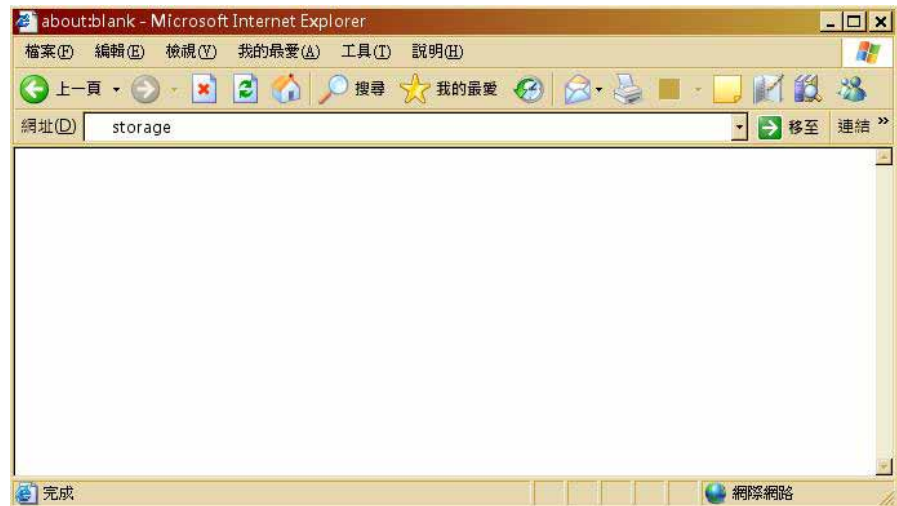 about:blank - Microsoft Internet Explorer
檔案(F) 編輯(E) 檢視(V) 我的最愛(A) 工具(T) 說明(H)
上一頁 搜尋 我的最愛
網址(D) storage 移至 連結 »
完成 網際網路